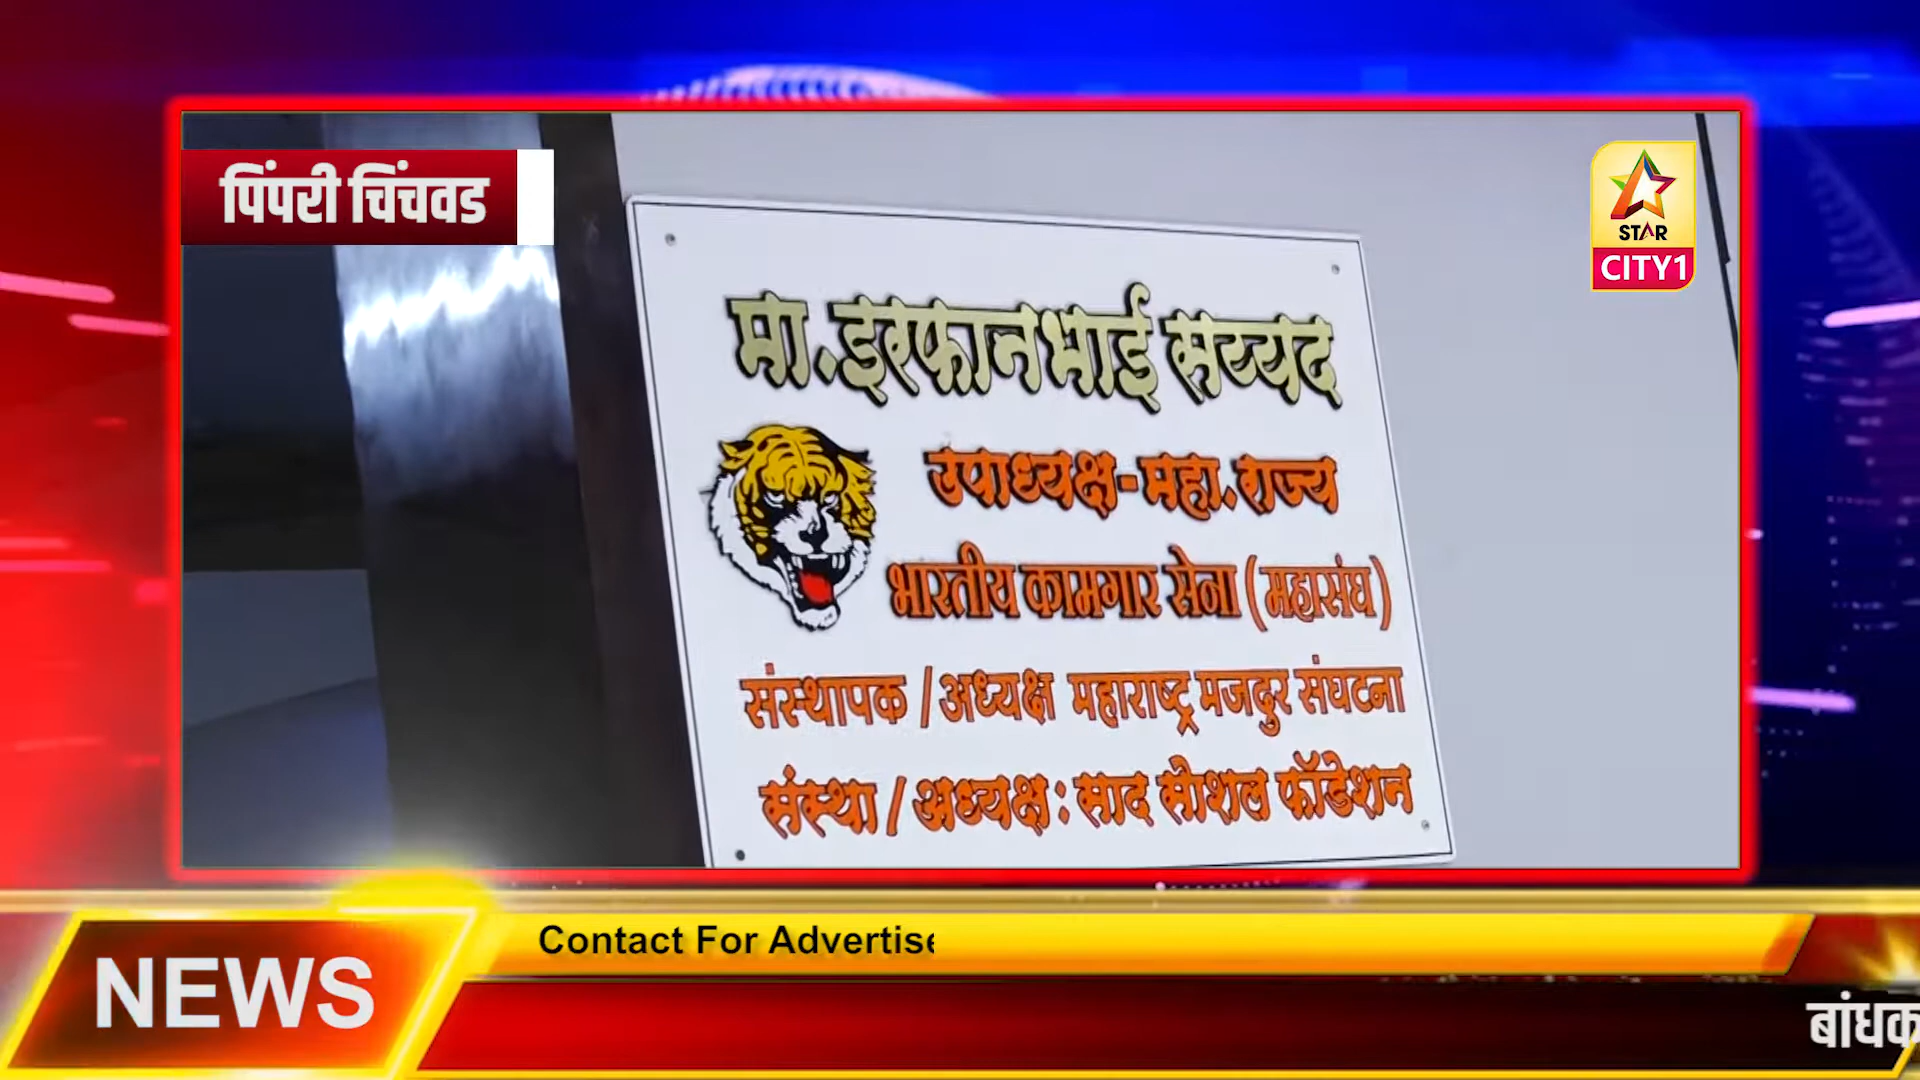 पिंपरी चिंचवड
STAR
CITY1
मा.इरफानभाई सय्यद
उपाध्यक्ष-महा.राज्य
भारतीय कामगार सेना (महासंघ)
संस्थापक /अध्यक्ष महाराष्ट्र मजदुर संघटना
संस्था / अध्यक्ष : साद सोशल फॉडेशन
Contact For Advertise
NEWS
बांधक